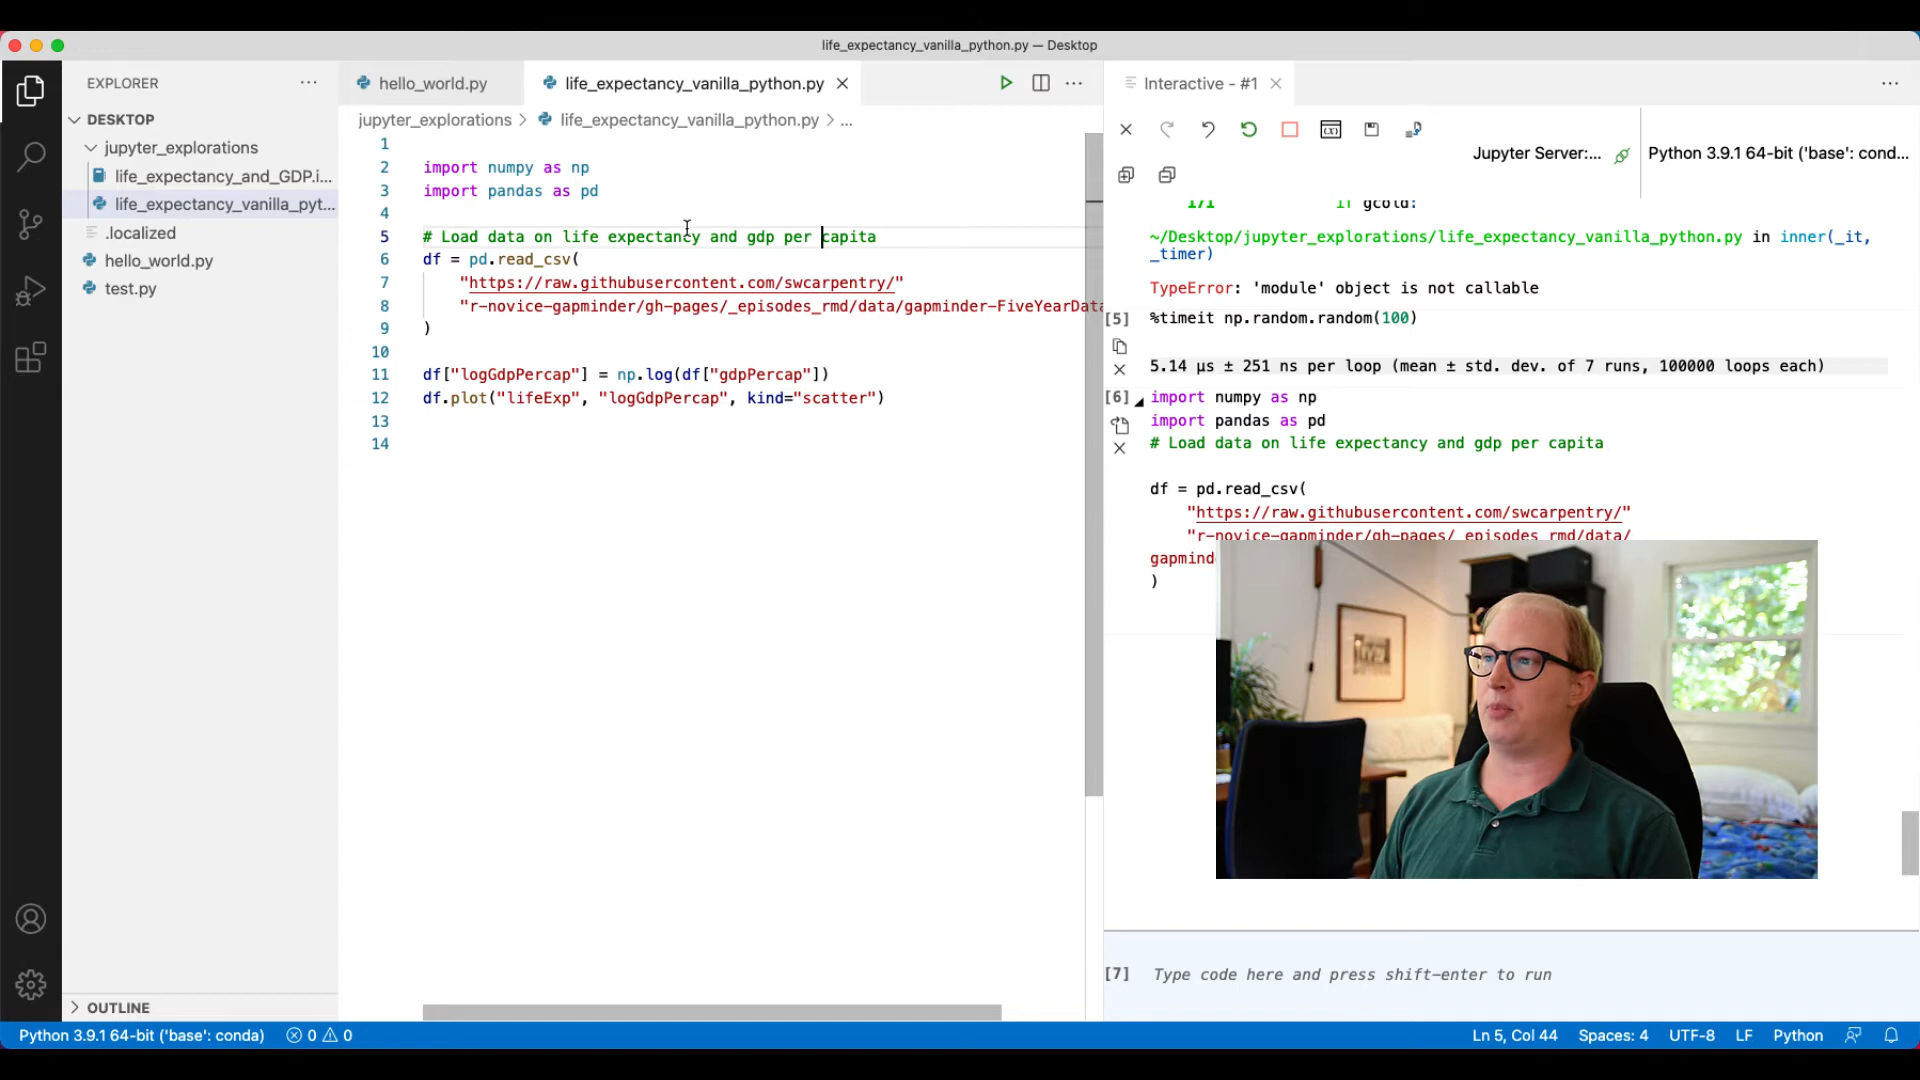 life_expectancy_vanilla_python.py — Desktop
EXPLORER
DESKTOP
jupyter_explorations
life_expectancy_and_GDP.i...
life_expectancy_vanilla_pyt...
.localized
hello_world.py
test.py
OUTLINE
hello_world.py
life_expectancy_vanilla_python.py
jupyter_explorations > life_expectancy_vanilla_python.py > ...
1
2 import numpy as np
3 import pandas as pd
4
5 # Load data on life expectancy and gdp per capita
6 df = pd.read_csv(
7 "https://raw.githubusercontent.com/swcarpentry/"
8 "r-novice-gapminder/gh-pages/_episodes_rmd/data/gapminder-FiveYearData
9 )
10
11 df["logGdpPercap"] = np.log(df["gdpPercap"])
12 df.plot("lifeExp", "logGdpPercap", kind="scatter")
13
14
Interactive - #1
Jupyter Server:...
Python 3.9.1 64-bit ('base': cond...
171 if gcold:
~/Desktop/jupyter_explorations/life_expectancy_vanilla_python.py in inner(_it,
_timer)
TypeError: 'module' object is not callable
[5] %timeit np.random.random(100)
5.14 µs ± 251 ns per loop (mean ± std. dev. of 7 runs, 100000 loops each)
[6] import numpy as np
import pandas as pd
# Load data on life expectancy and gdp per capita
df = pd.read_csv(
"https://raw.githubusercontent.com/swcarpentry/"
"r-novice-gapminder/gh-pages/_episodes_rmd/data/
gapmind
)
[7] Type code here and press shift-enter to run
Python 3.9.1 64-bit ('base': conda)
0
0
Ln 5, Col 44
Spaces: 4
UTF-8
LF
Python